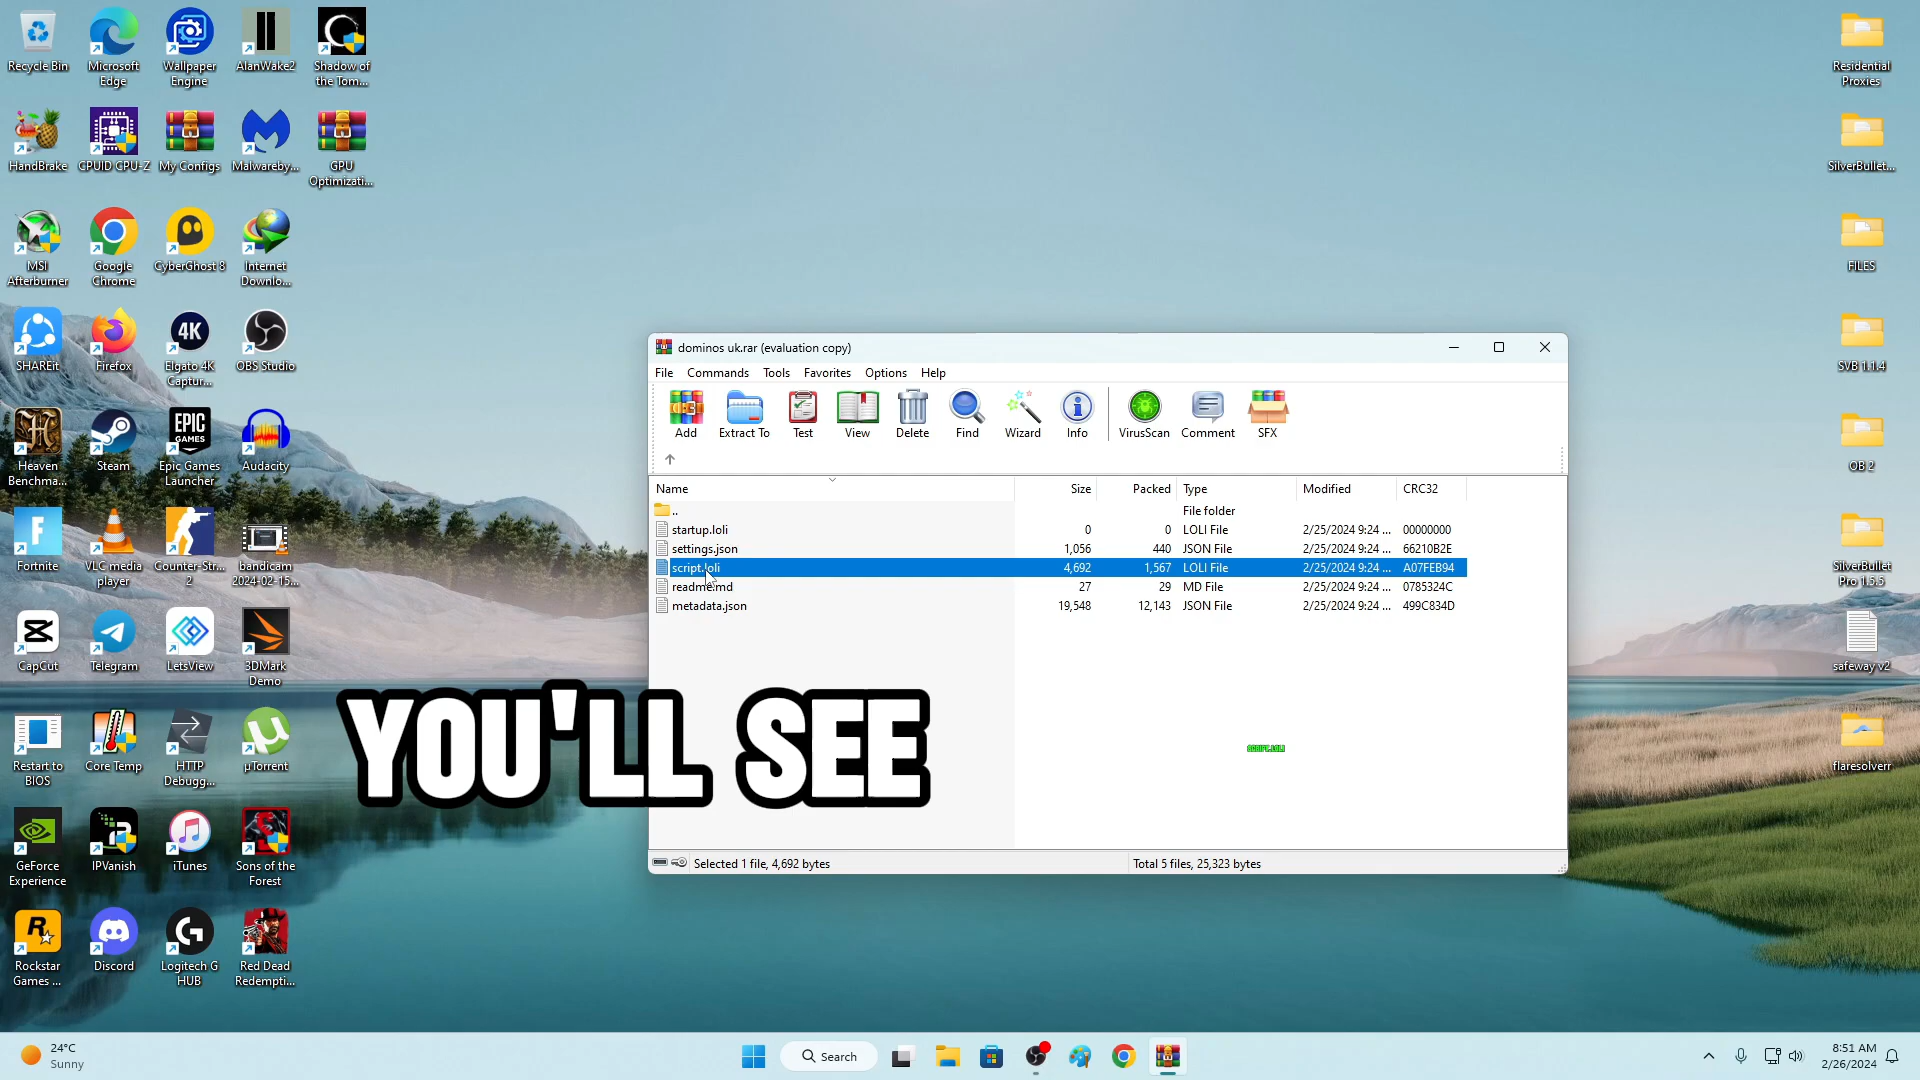 Recycle Bin
Microsoft
Edge
Wallpaper
Engine
AlanWake2
Shadow of
the Tom...
HandBrake
CPUID CPU-Z
My Configs
Malwareby...
GPU
Optimizati...
MSI
Afterburner
Google
Chrome
CyberGhost 8
Internet
Downlo...
SHAREit
Firefox
4K
Elgato 4K
Captur...
OBS Studio
Heaven
Benchma...
Steam
EPIC
GAMES
Epic Games
Launcher
Audacity
Fortnite
VLC media
player
Counter-Str...
2
bandicam
2024-02-15...
CapCut
Telegram
LetsView
3DMark
Demo
Restart to
BIOS
Core Temp
HTTP
Debugg...
µTorrent
GeForce
Experience
IPVanish
iTunes
Sons of the
Forest
Rockstar
Games ...
Discord
Logitech G
HUB
Red Dead
Redempti...
Residential
Proxies
SilverBullet...
FILES
SVB 1.1.4
OB 2
SilverBullet
Pro 1.5.5
safeway v2
flaresolverr
dominos uk.rar (evaluation copy)
File Commands Tools Favorites Options Help
Add Extract To Test View Delete Find Wizard Info VirusScan Comment SFX
Name Size Packed Type Modified CRC32
.. File folder
startup.loli 0 0 LOLI File 2/25/2024 9:24 ... 00000000
settings.json 1,056 440 JSON File 2/25/2024 9:24 ... 66210B2E
script.loli 4,692 1,567 LOLI File 2/25/2024 9:24 ... A07FEB94
readme.md 27 29 MD File 2/25/2024 9:24 ... 0785324C
metadata.json 19,548 12,143 JSON File 2/25/2024 9:24 ... 499C834D
YOU'LL SEE
SCRIPT.LOLI
Selected 1 file, 4,692 bytes
Total 5 files, 25,323 bytes
24°C
Sunny
Search
8:51 AM
2/26/2024